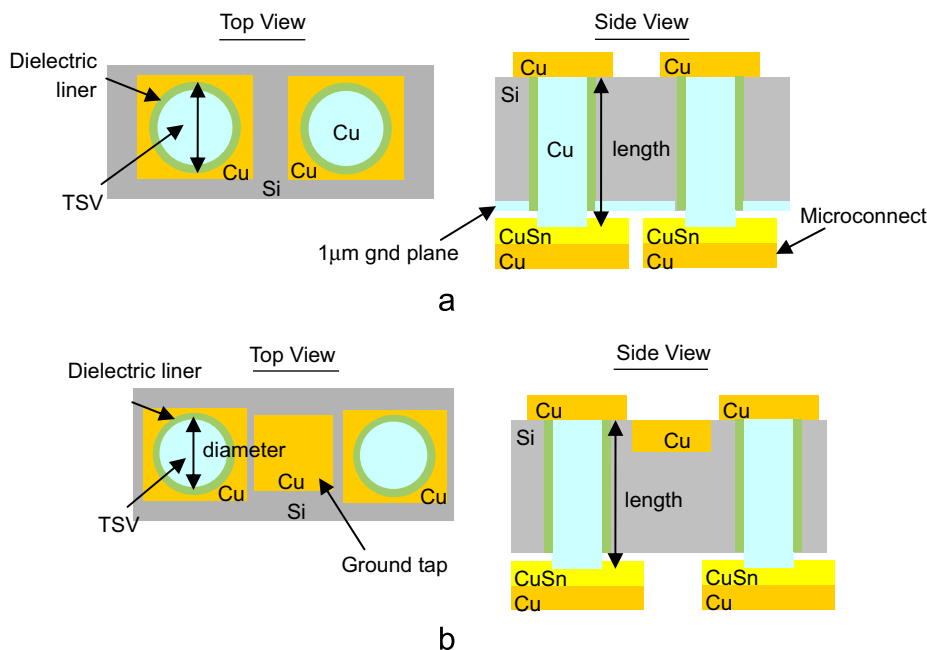 Top View
Side View
Dielectric
liner
Cu
Cu
Si
Cu
Cu
length
Cu
Cu
Si
TSV
1μm gnd plane
CuSn
Cu
CuSn
Cu
Microconnect
a
Top View
Side View
Dielectric liner
diameter
Cu
Cu
Cu
Si
TSV
Ground tap
Cu
Cu
Si
Cu
length
CuSn
Cu
CuSn
Cu
b